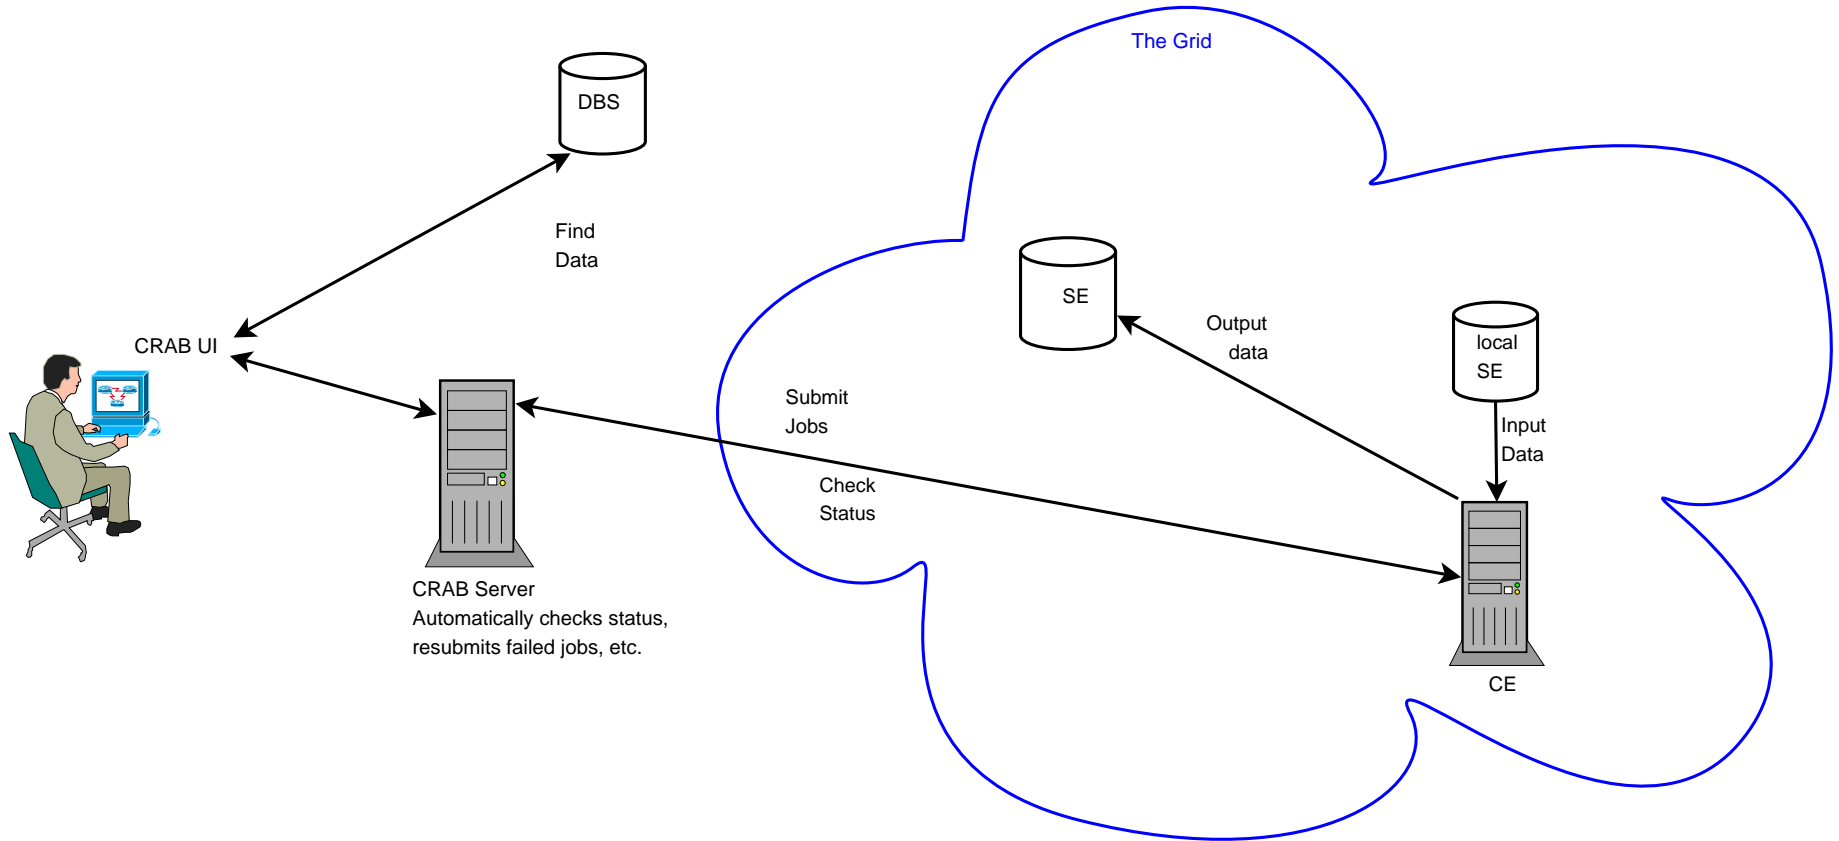 The Grid
DBS
Find
Data
CRAB UI
SE
Output
data
local
SE
Input
Data
Submit
Jobs
Check
Status
CRAB Server
Automatically checks status,
resubmits failed jobs, etc.
CE